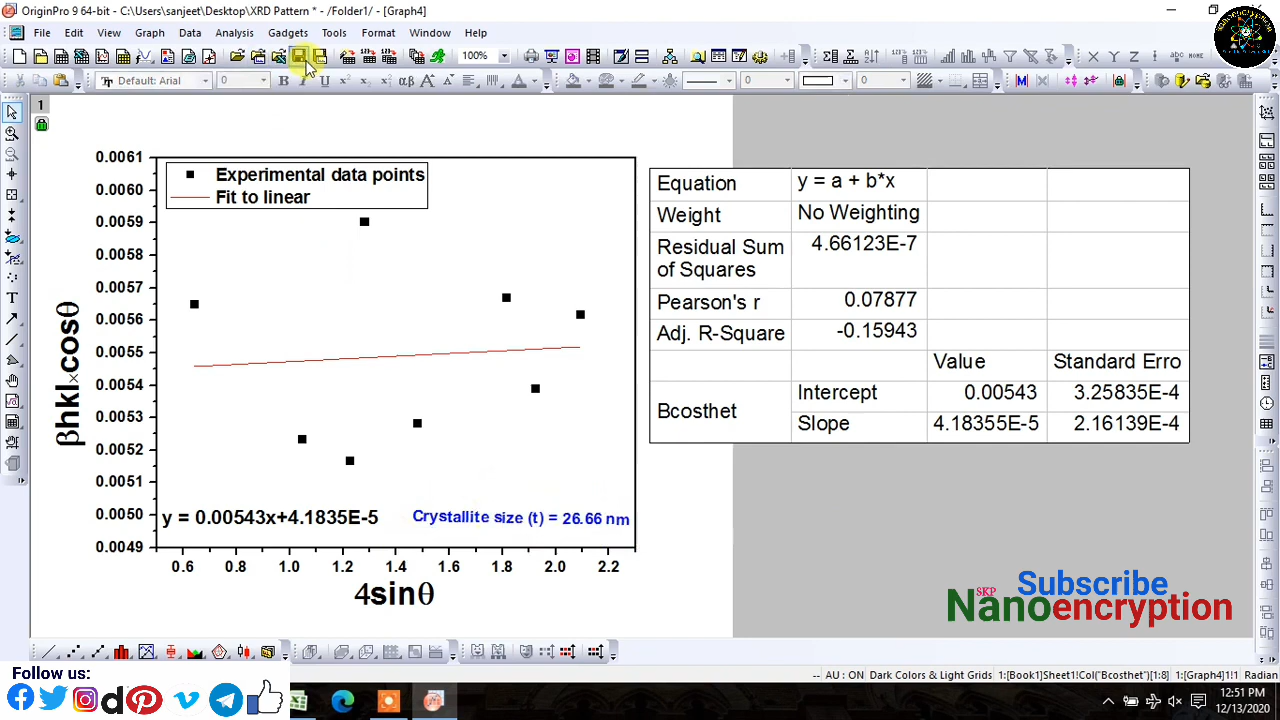 OriginPro 9 64-bit - C:\Users\sanjeet\Desktop\XRD Pattern * - /Folder1/ - [Graph4]
File Edit View Graph Data Analysis Gadgets Tools Format Window Help
100%
Default: Arial 0 B I U x² x₂ αβ A A 0 0
1
0.0061
0.0060
0.0059
0.0058
0.0057
0.0056
0.0055
0.0054
0.0053
0.0052
0.0051
0.0050
0.0049
Experimental data points
Fit to linear
βhkl×cosθ
y = 0.00543x+4.1835E-5
Crystallite size (t) = 26.66 nm
0.6 0.8 1.0 1.2 1.4 1.6 1.8 2.0 2.2
4sinθ
Equation y = a + b*x
Weight No Weighting
Residual Sum of Squares 4.66123E-7
Pearson's r 0.07877
Adj. R-Square -0.15943
Value Standard Erro
Bcosthet Intercept 0.00543 3.25835E-4
Slope 4.18355E-5 2.16139E-4
Nanoencryption
Subscribe
SKP
Nanoencryption
Follow us:
AU : ON Dark Colors & Light Grids 1:[Book1]Sheet1!Col("Bcosthet")[1:8] 1:[Graph4]1!1 Radian
12:51 PM
12/13/2020